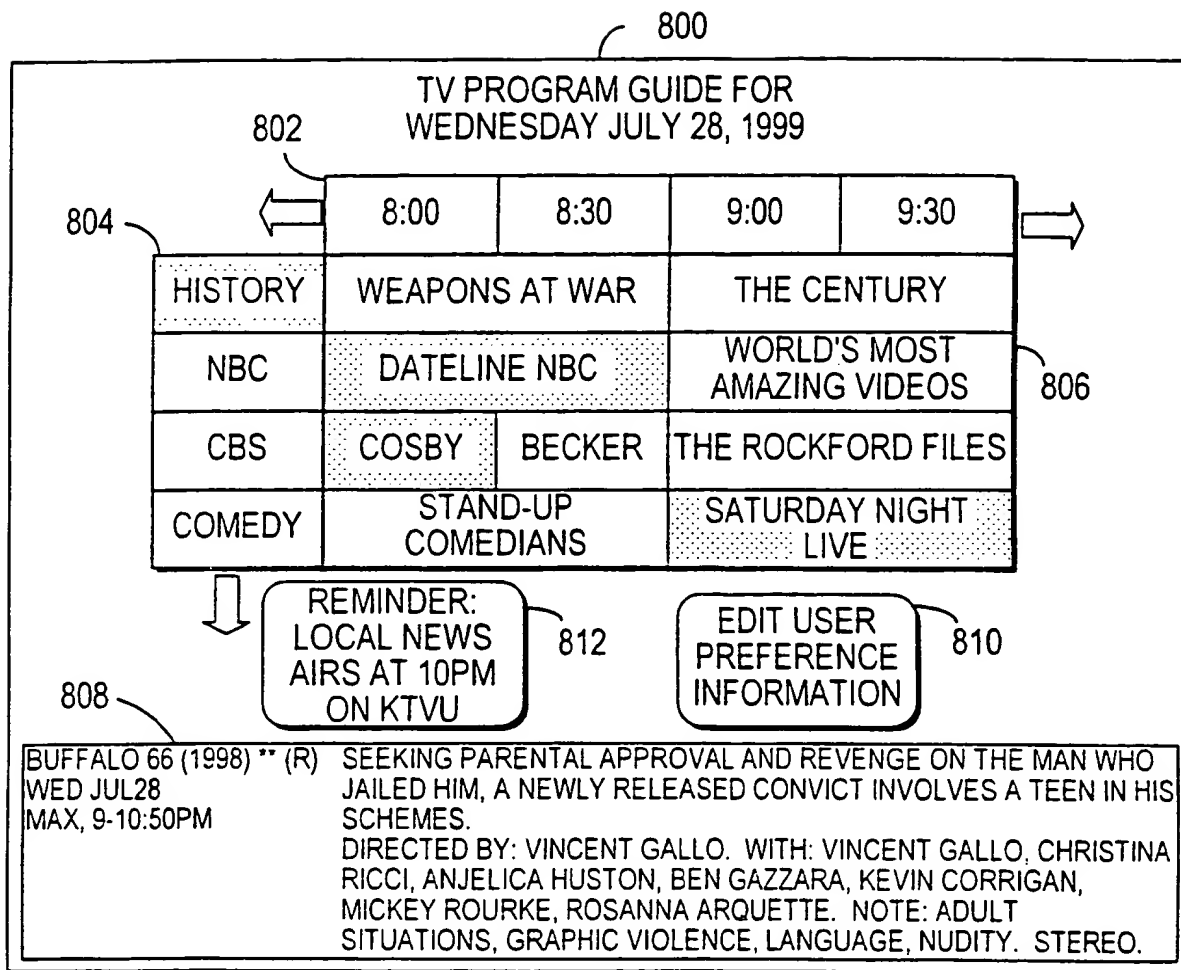 800
TV PROGRAM GUIDE FOR
WEDNESDAY JULY 28, 1999
802
8:00 8:30 9:00 9:30
804
HISTORY WEAPONS AT WAR THE CENTURY
NBC DATELINE NBC WORLD'S MOST
AMAZING VIDEOS
806
CBS COSBY BECKER THE ROCKFORD FILES
COMEDY STAND-UP
COMEDIANS
SATURDAY NIGHT
LIVE
REMINDER:
LOCAL NEWS
AIRS AT 10PM
ON KTVU
812
EDIT USER
PREFERENCE
INFORMATION
810
808
BUFFALO 66 (1998) ** (R)
WED JUL28
MAX, 9-10:50PM
SEEKING PARENTAL APPROVAL AND REVENGE ON THE MAN WHO
JAILED HIM, A NEWLY RELEASED CONVICT INVOLVES A TEEN IN HIS
SCHEMES.
DIRECTED BY: VINCENT GALLO. WITH: VINCENT GALLO, CHRISTINA
RICCI, ANJELICA HUSTON, BEN GAZZARA, KEVIN CORRIGAN,
MICKEY ROURKE, ROSANNA ARQUETTE. NOTE: ADULT
SITUATIONS, GRAPHIC VIOLENCE, LANGUAGE, NUDITY. STEREO.